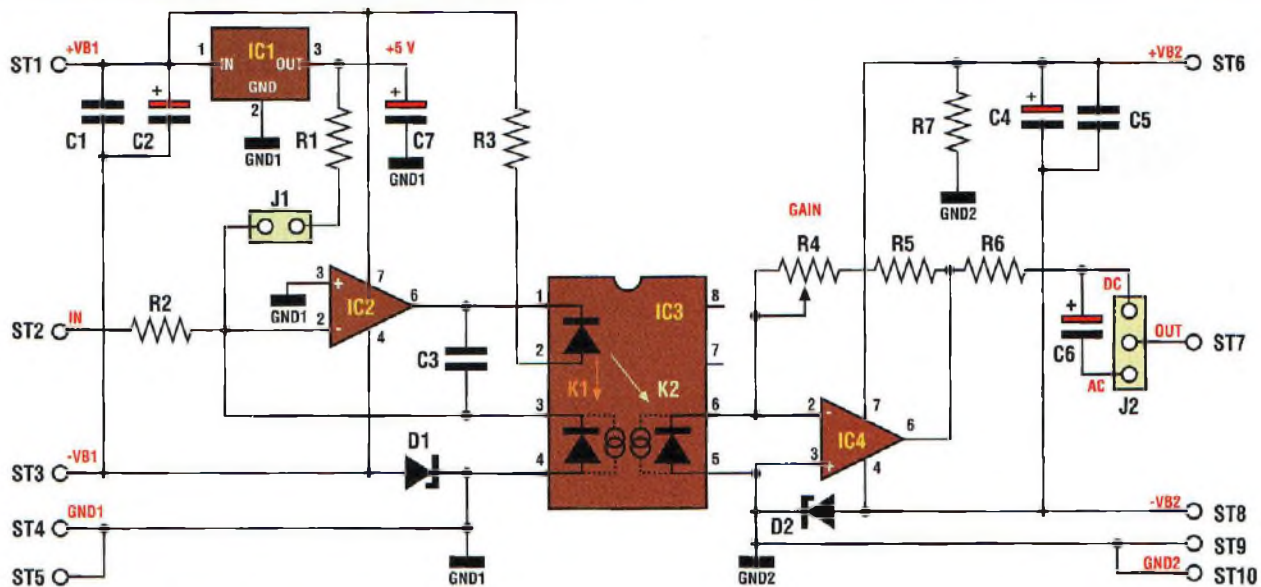 ST1
+VB1
C1
+
C2
1
IN
IC1
OUT
3
GND
2
GND1
+5 V
R1
+
C7
GND1
R3
J1
ST2
IN
R2
GND1
3
+
2
-
IC2
7
4
6
C3
1
2
3
4
IC3
K1
K2
8
7
6
5
ST3
-VB1
D1
ST4
GND1
ST5
GND1
+VB2
ST6
R7
GND2
+
C4
C5
GAIN
R4
R5
R6
DC
+
C6
AC
J2
OUT
ST7
2
-
3
+
IC4
7
4
6
D2
GND2
-VB2
ST8
ST9
GND2
ST10